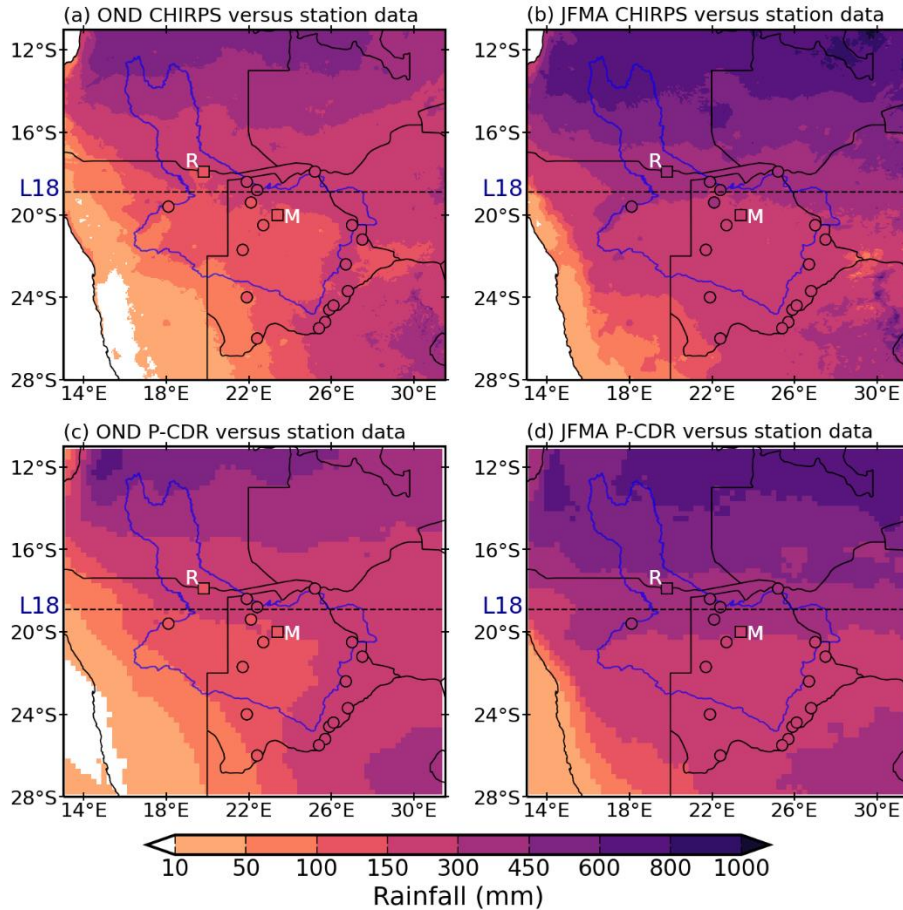 (a) OND CHIRPS versus station data
(b) JFMA CHIRPS versus station data
12°S
12°S
16°S
16°S
R
R
L18
L18
20°S
20°S
M
M
24°S
24°S
28°S
28°S
14°E 18°E 22°E 26°E 30°E
14°E 18°E 22°E 26°E 30°E
(c) OND P-CDR versus station data
(d) JFMA P-CDR versus station data
12°S
12°S
16°S
16°S
R
R
L18
L18
20°S
20°S
M
M
24°S
24°S
28°S
28°S
14°E 18°E 22°E 26°E 30°E
14°E 18°E 22°E 26°E 30°E
10 50 100 150 300 450 600 800 1000
Rainfall (mm)